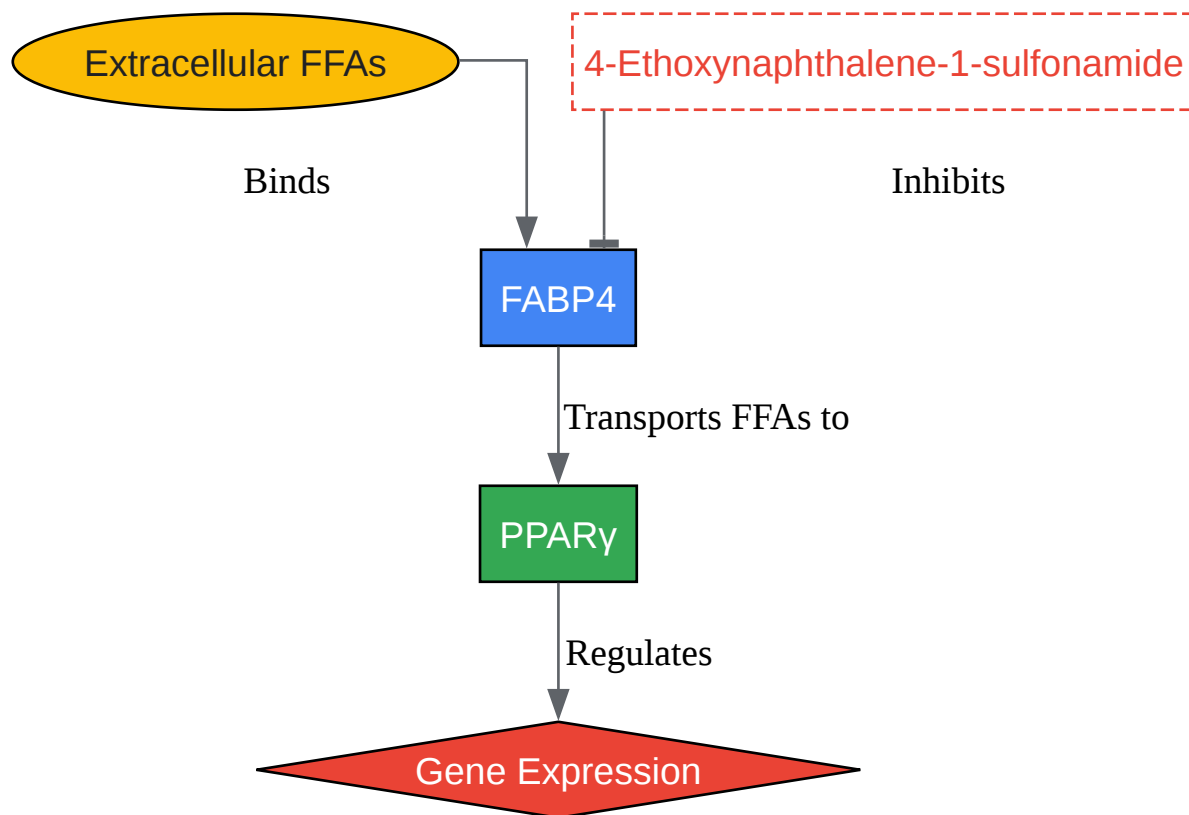 Extracellular FFAs
4-Ethoxynaphthalene-1-sulfonamide
Binds
Inhibits
FABP4
Transports FFAs to
PPARγ
Regulates
Gene Expression